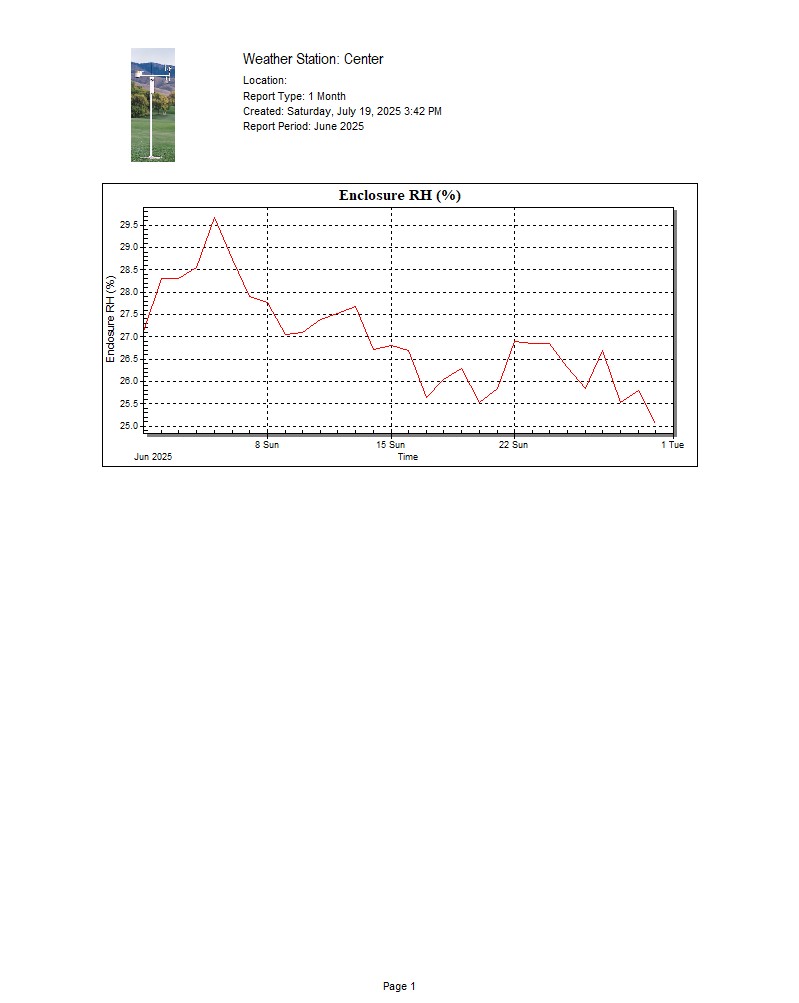 Weather Station: Center
Location:
Report Type: 1 Month
Created: Saturday, July 19, 2025 3:42 PM
Report Period: June 2025
Enclosure RH (%)
Enclosure RH (%)
29.5
29.0
28.5
28.0
27.5
27.0
26.5
26.0
25.5
25.0
8 Sun 15 Sun 22 Sun 1 Tue
Jun 2025 Time
Page 1